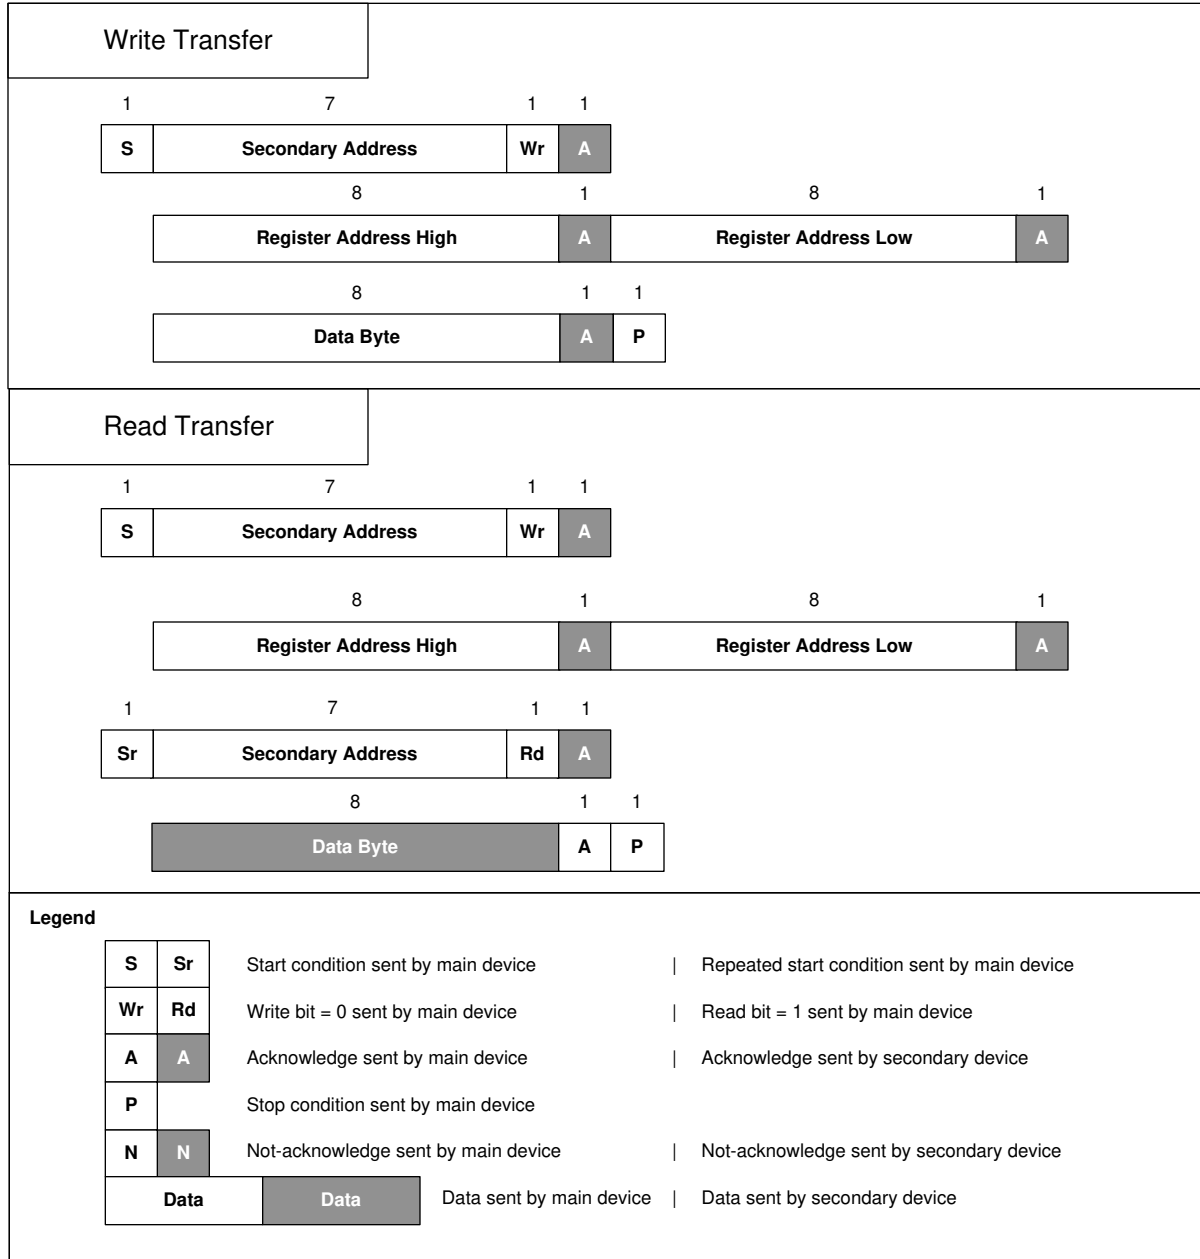 Write Transfer
1 7 1 1
S Secondary Address Wr A
8 1 8 1
Register Address High A Register Address Low A
8 1 1
Data Byte A P
Read Transfer
1 7 1 1
S Secondary Address Wr A
8 1 8 1
Register Address High A Register Address Low A
1 7 1 1
Sr Secondary Address Rd A
8 1 1
Data Byte A P
Legend
S Sr Start condition sent by main device | Repeated start condition sent by main device
Wr Rd Write bit = 0 sent by main device | Read bit = 1 sent by main device
A A Acknowledge sent by main device | Acknowledge sent by secondary device
P Stop condition sent by main device
N N Not-acknowledge sent by main device | Not-acknowledge sent by secondary device
Data Data Data sent by main device | Data sent by secondary device